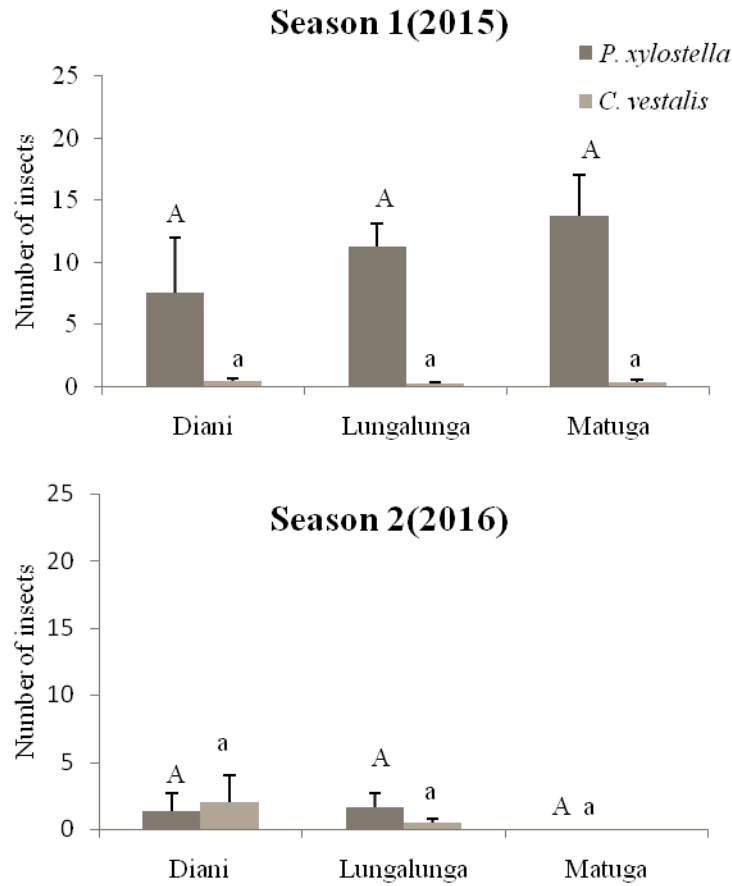 Season 1(2015)
P. xylostella
C. vestalis
Number of insects
25
20
15
10
5
0
A
a
A
a
A
a
Diani Lungalunga Matuga
Season 2(2016)
Number of insects
25
20
15
10
5
0
A
a
A
a
A a
Diani Lungalunga Matuga